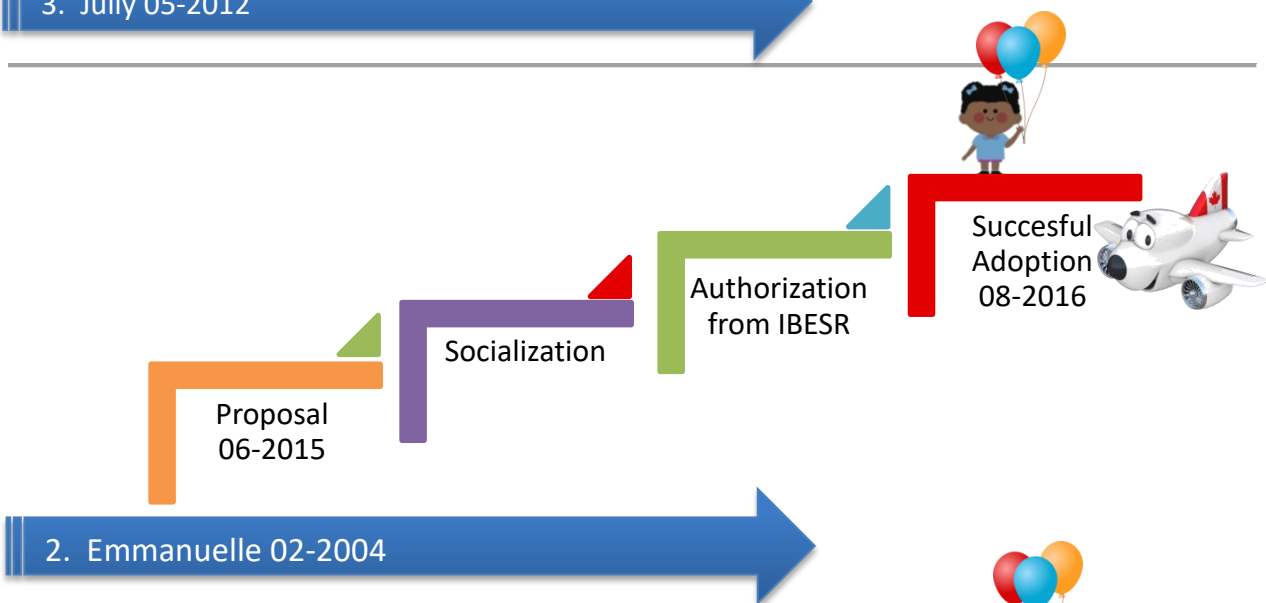 3. Jully 05-2012
Succesful
Adoption
08-2016
Authorization
from IBESR
Socialization
Proposal
06-2015
2. Emmanuelle 02-2004